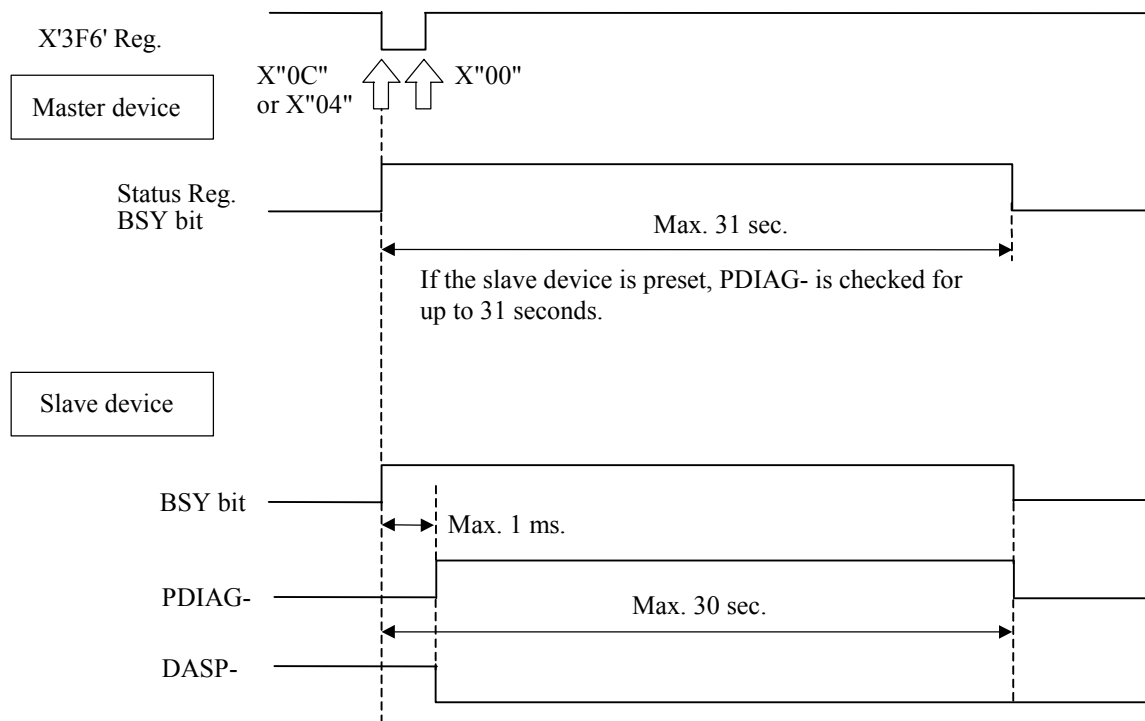 X'3F6' Reg.
X"0C"
or X"04"
X"00"
Master device
Status Reg.
BSY bit
Max. 31 sec.
If the slave device is preset, PDIAG- is checked for
up to 31 seconds.
Slave device
BSY bit
Max. 1 ms.
PDIAG-
Max. 30 sec.
DASP-